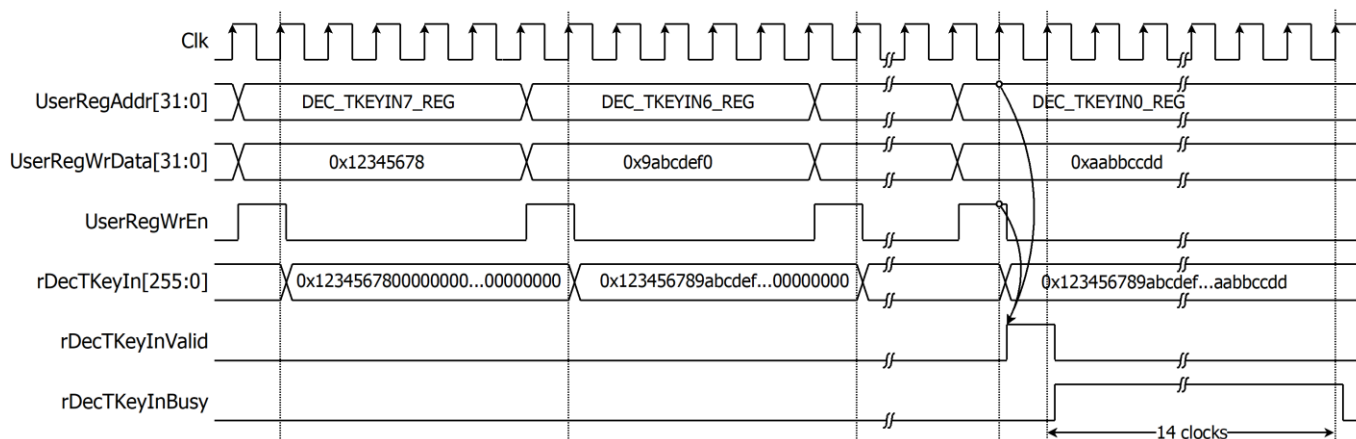 Clk
UserRegAddr[31:0] DEC_TKEYIN7_REG DEC_TKEYIN6_REG DEC_TKEYIN0_REG
UserRegWrData[31:0] 0x12345678 0x9abcdef0 0xaabbccdd
UserRegWrEn
rDecTKeyIn[255:0] 0x1234567800000000...00000000 0x123456789abcdef...00000000 0x123456789abcdef...aabbccdd
rDecTKeyInValid
rDecTKeyInBusy
14 clocks